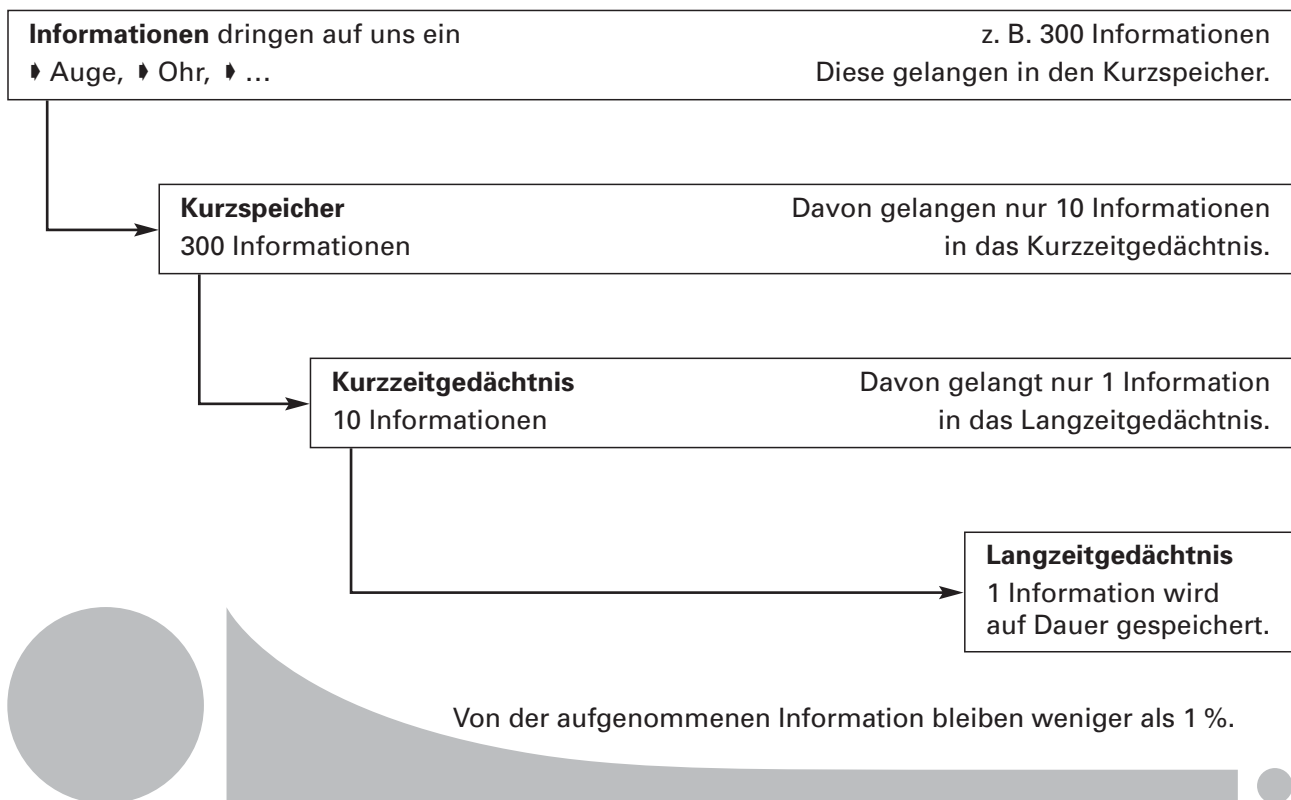 Informationen dringen auf uns ein
z. B. 300 Informationen
➧ Auge, ➧ Ohr, ➧ ...
Diese gelangen in den Kurzspeicher.
Kurzspeicher
Davon gelangen nur 10 Informationen
300 Informationen
in das Kurzzeitgedächtnis.
Kurzzeitgedächtnis
Davon gelangt nur 1 Information
10 Informationen
in das Langzeitgedächtnis.
Langzeitgedächtnis
1 Information wird
auf Dauer gespeichert.
Von der aufgenommenen Information bleiben weniger als 1 %.